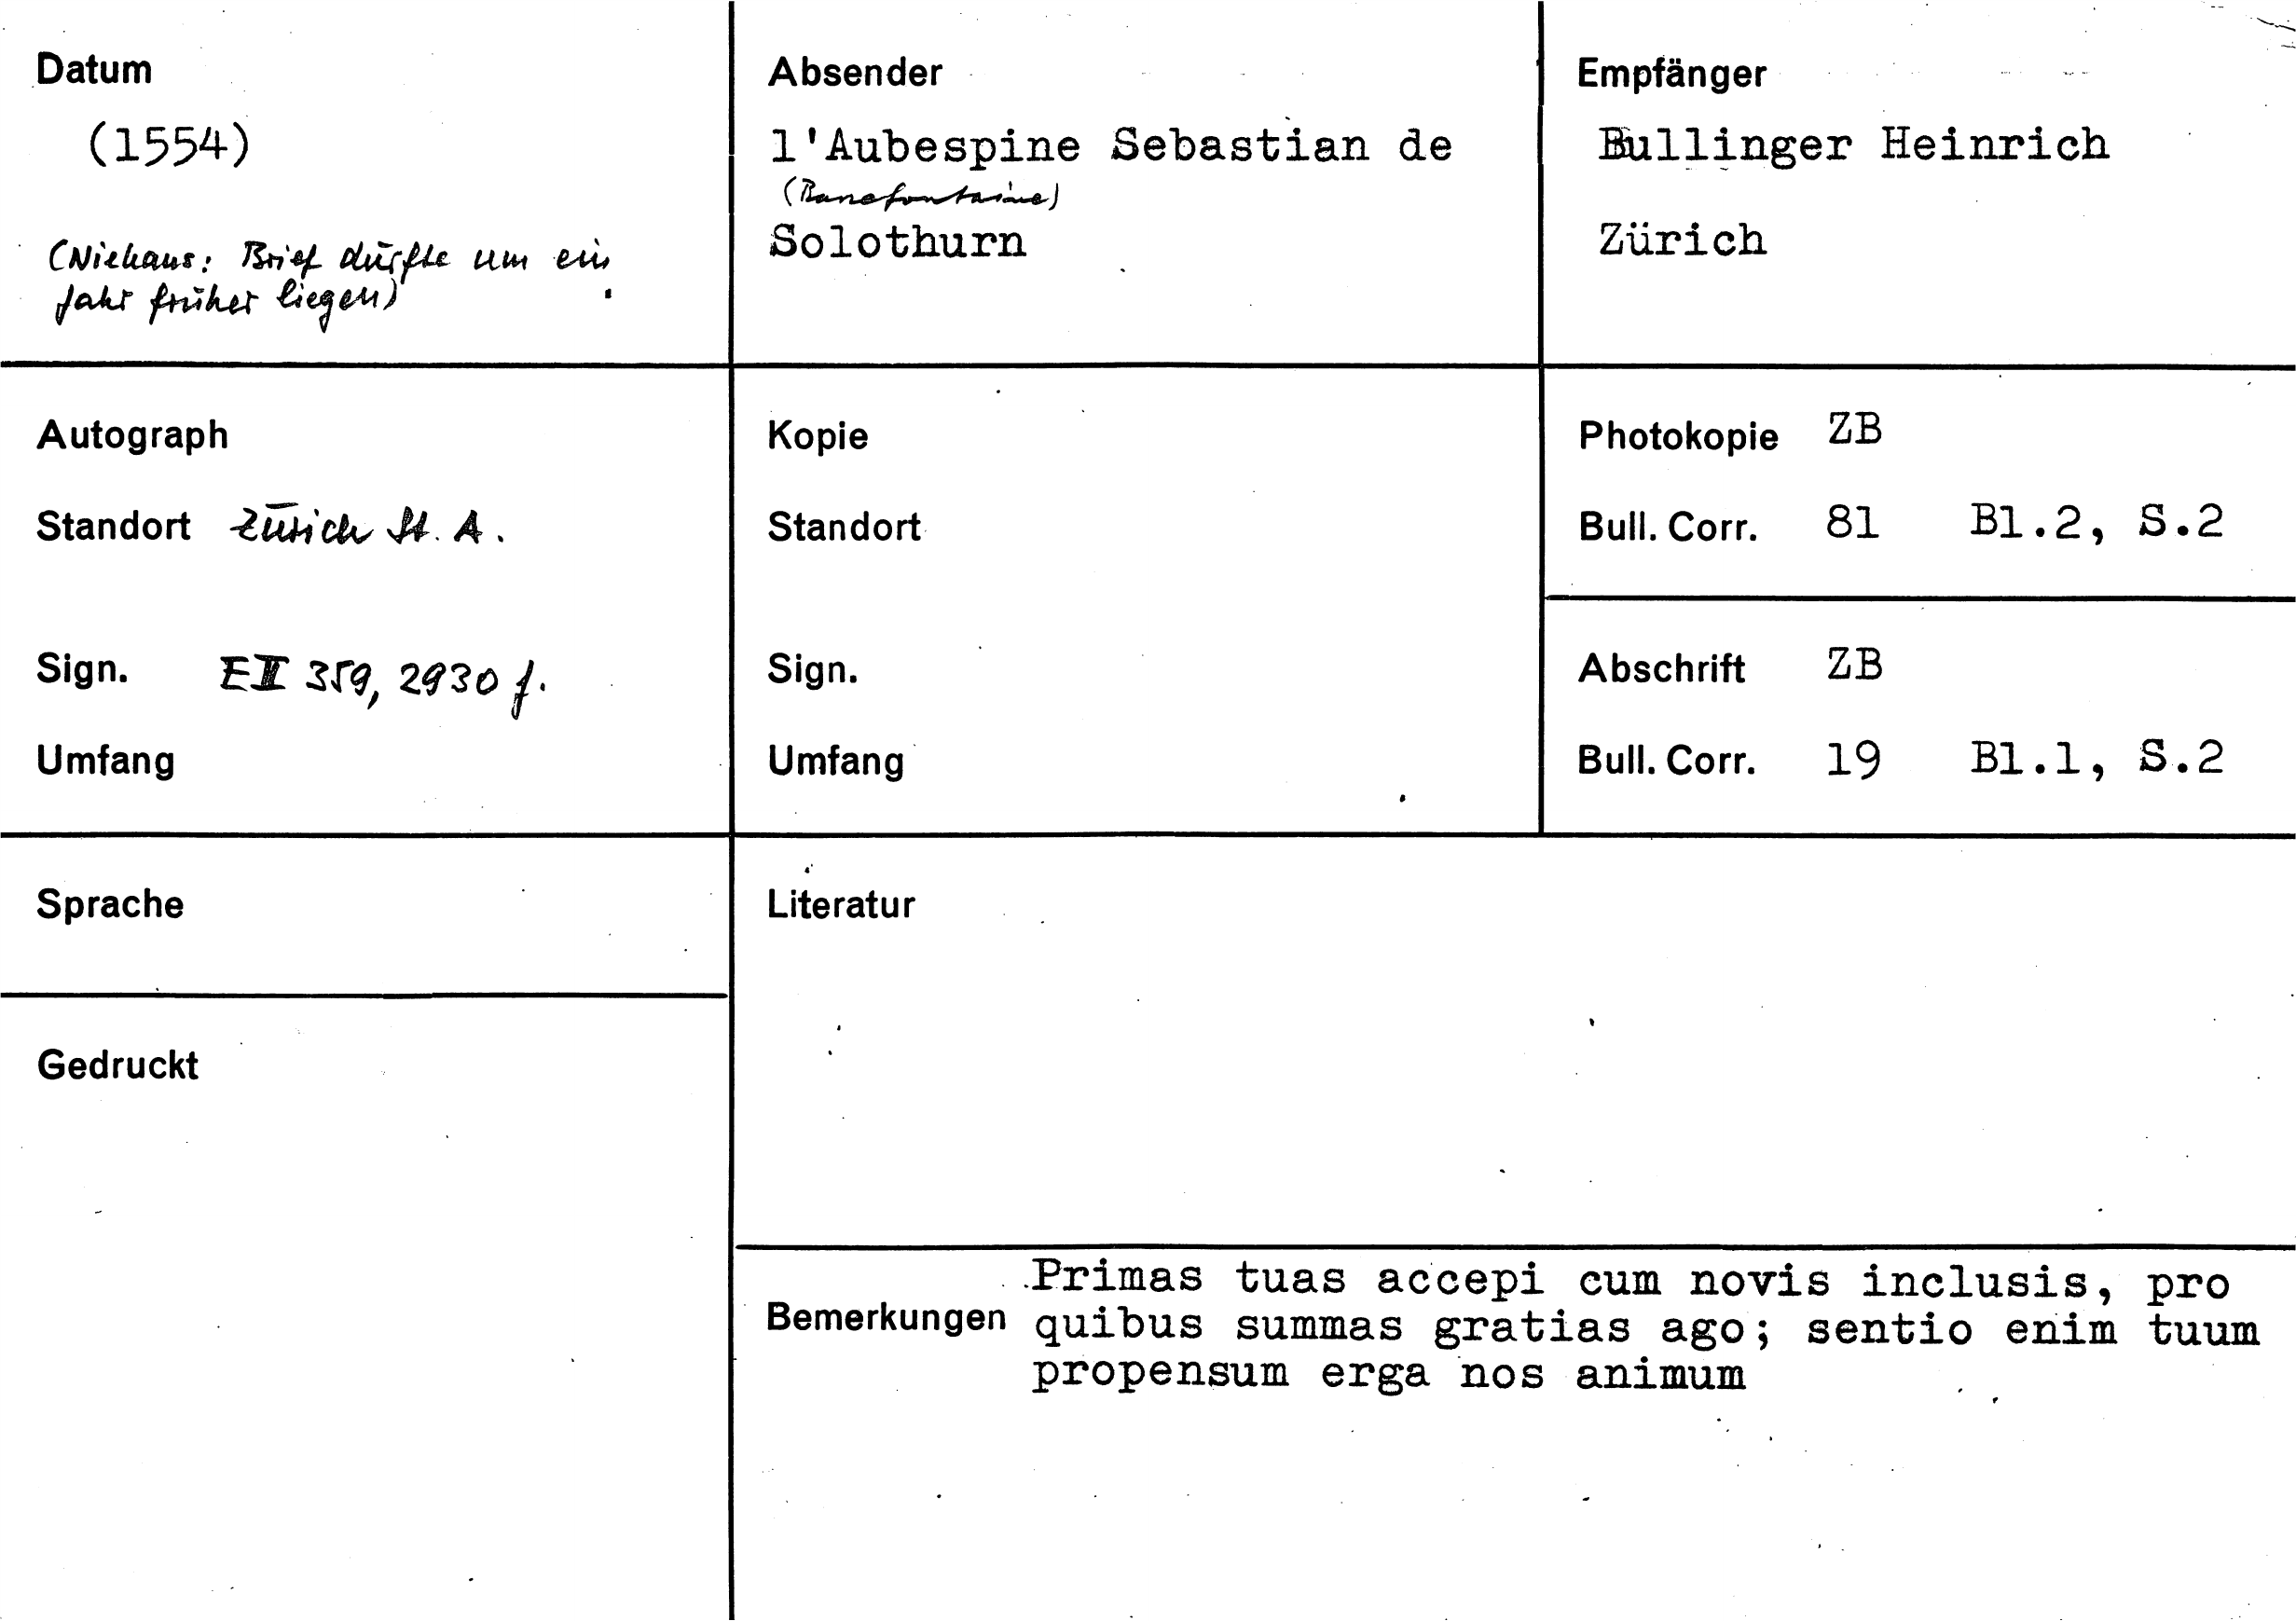 Datum
(1554)
(Niehaus: Brief dürfte um ein
Jahr früher liegen)
Absender
l'Aubespine Sebastian de
(Bassefontaine)
Solothurn
Empfänger
Bullinger Heinrich
Zürich
Autograph
Standort Zürich St. A.
Sign. E II 359, 2930 f.
Umfang
Kopie
Standort
Sign.
Umfang
Photokopie ZB
Bull. Corr. 81 Bl.2, S.2
Abschrift ZB
Bull. Corr. 19 Bl.1, S.2
Sprache
Gedruckt
Literatur
Bemerkungen
Primas tuas accepi cum novis inclusis, pro
quibus summas gratias ago; sentio enim tuum
propensum erga nos animum